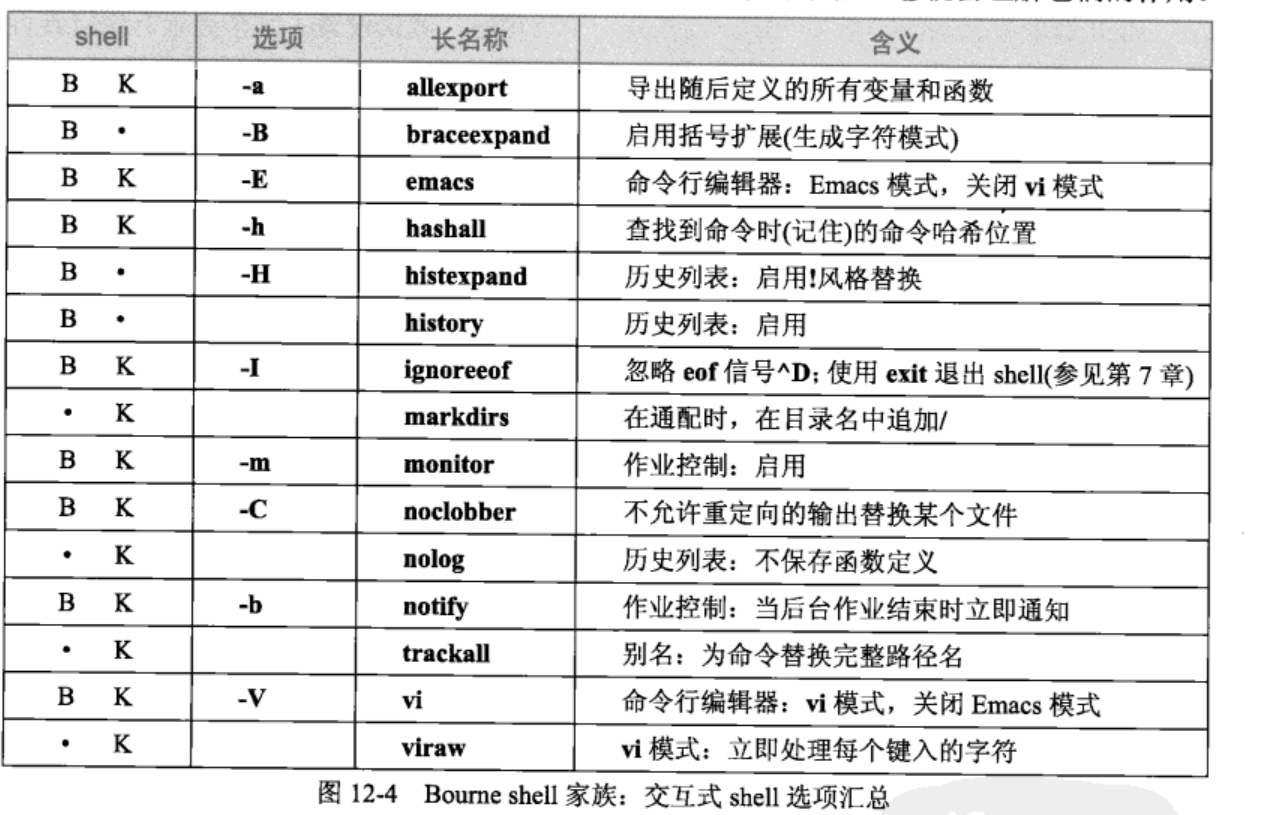 shell 选项 长名称 含义
B K -a allexport 导出随后定义的所有变量和函数
B • -B braceexpand 启用括号扩展(生成字符模式)
B K -E emacs 命令行编辑器：Emacs 模式，关闭 vi 模式
B K -h hashall 查找到命令时(记住)的命令哈希位置
B • -H histexpand 历史列表：启用!风格替换
B • history 历史列表：启用
B K -I ignoreeof 忽略 eof 信号^D; 使用 exit 退出 shell(参见第 7 章)
• K markdirs 在通配时，在目录名中追加/
B K -m monitor 作业控制：启用
B K -C noclobber 不允许重定向的输出替换某个文件
• K nolog 历史列表：不保存函数定义
B K -b notify 作业控制：当后台作业结束时立即通知
• K trackall 别名：为命令替换完整路径名
B K -V vi 命令行编辑器：vi 模式，关闭 Emacs 模式
• K viraw vi 模式：立即处理每个键入的字符
图 12-4 Bourne shell 家族：交互式 shell 选项汇总